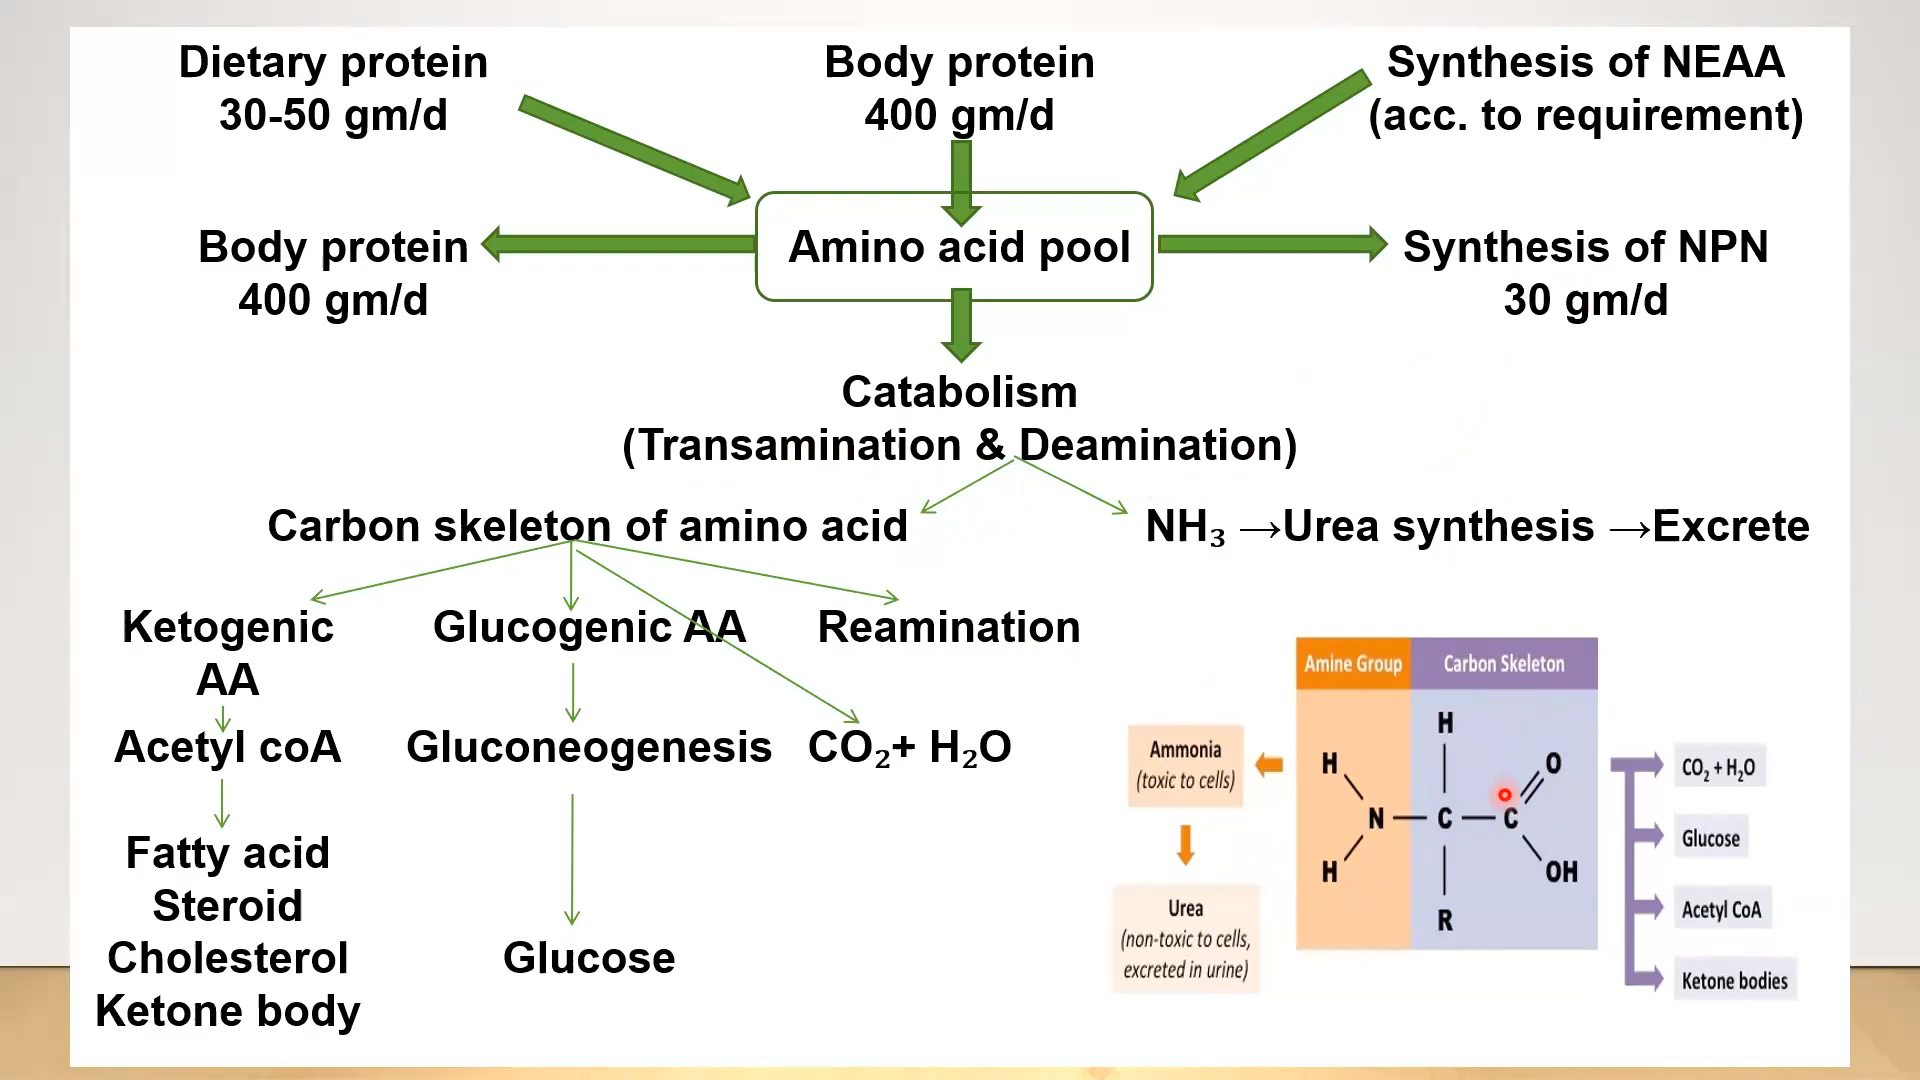 Dietary protein
30-50 gm/d
Body protein
400 gm/d
Synthesis of NEAA
(acc. to requirement)
Body protein
400 gm/d
Amino acid pool
Synthesis of NPN
30 gm/d
Catabolism
(Transamination & Deamination)
Carbon skeleton of amino acid
NH₃ →Urea synthesis →Excrete
Ketogenic
AA
Glucogenic AA
Reamination
Acetyl coA
Gluconeogenesis
CO₂+ H₂O
Fatty acid
Steroid
Cholesterol
Ketone body
Glucose
Amine Group
Carbon Skeleton
Ammonia
(toxic to cells)
Urea
(non-toxic to cells,
excreted in urine)
H
H O
N C C
H OH
R
CO₂ + H₂O
Glucose
Acetyl CoA
Ketone bodies